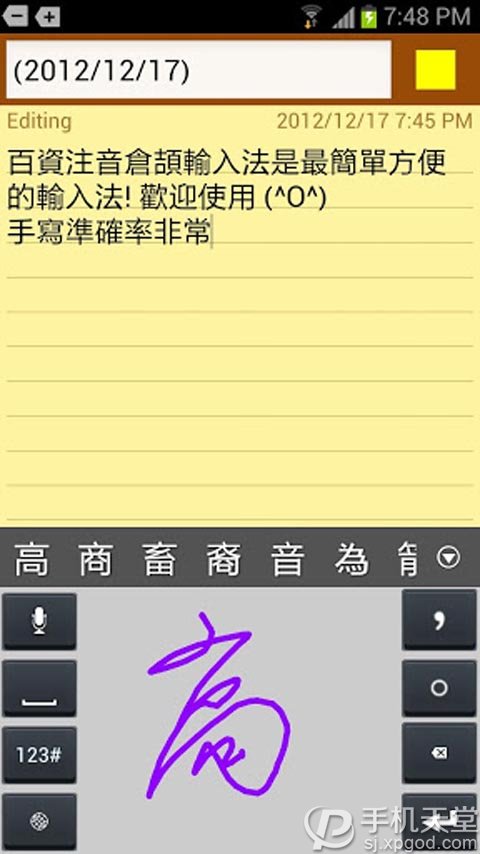 7:48 PM
(2012/12/17)
Editing 2012/12/17 7:45 PM
百資注音倉頡輸入法是最簡單方便
的輸入法! 歡迎使用 (^O^)
手寫準確率非常
高 商 畜 裔 音 為
高
,
。
123#
手机天堂
sj.xpgod.com